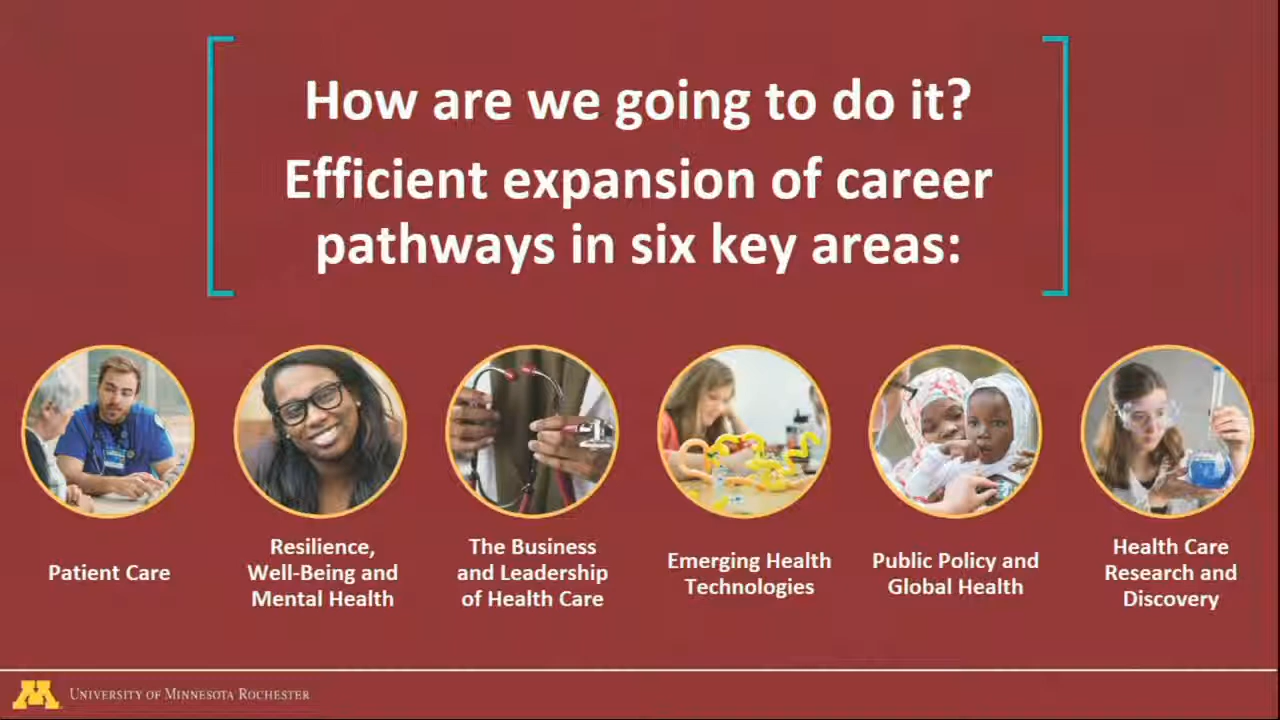 How are we going to do it?
Efficient expansion of career
pathways in six key areas:
Patient Care
Resilience,
Well-Being and
Mental Health
The Business
and Leadership
of Health Care
Emerging Health
Technologies
Public Policy and
Global Health
Health Care
Research and
Discovery
M University of Minnesota Rochester